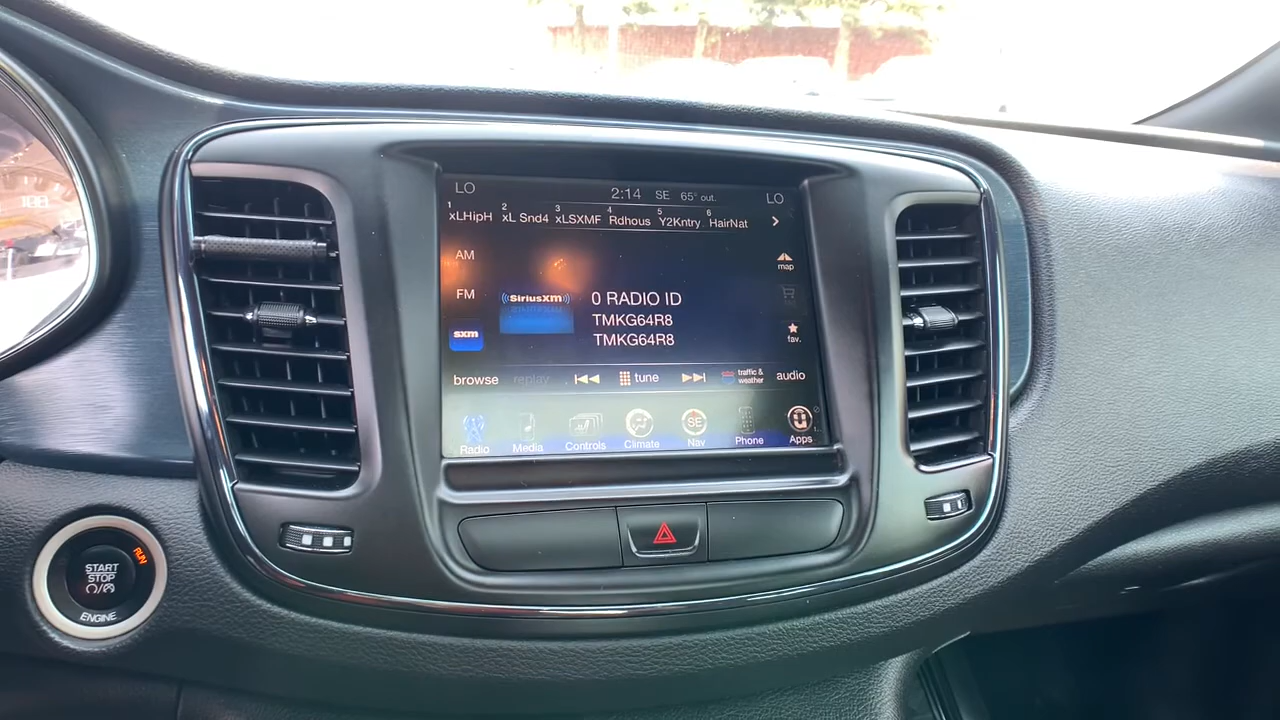 LO 2:14 SE 65° out. LO
1 xLHipH 2 xL Snd4 3 xLSXMF 4 Rdhous 5 Y2Kntry 6 HairNat
AM
map
FM
SiriusXM
0 RADIO ID
TMKG64R8
sxm
fav.
TMKG64R8
browse replay tune traffic & weather audio
Radio Media Controls Climate SE Nav Phone Apps
RUN
START
STOP
ENGINE